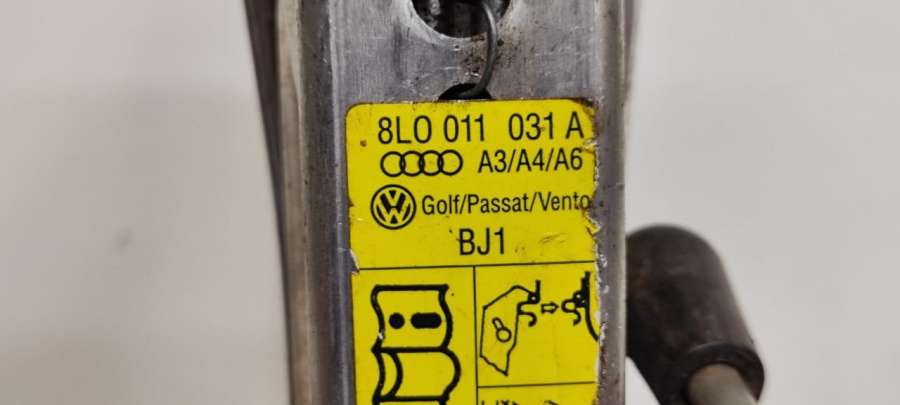 8L0 011 031 A
A3/A4/A6
Golf/Passat/Vento
BJ1